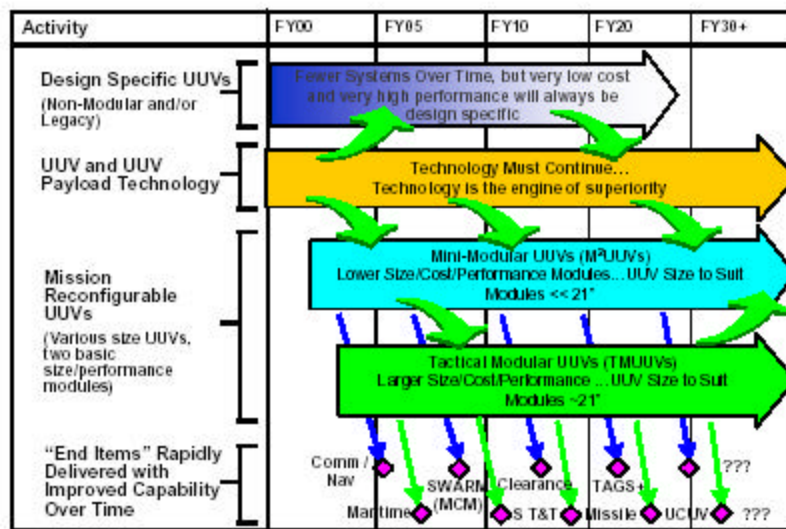 Activity
FY00 FY05 FY10 FY20 FY30+
Design Specific UUVs
(Non-Modular and/or
Legacy)
Fewer Systems Over Time, but very low cost
and very high performance will always be
design specific
UUV and UUV
Payload Technology
Technology Must Continue...
Technology is the engine of superiority
Mission
Reconfigurable
UUVs
(Various size UUVs,
two basic
size/performance
modules)
Mini-Modular UUVs (M²UUVs)
Lower Size/Cost/Performance Modules...UUV Size to Suit
Modules << 21"
Tactical Modular UUVs (TMUUVs)
Larger Size/Cost/Performance ...UUV Size to Suit
Modules ~21"
"End Items" Rapidly
Delivered with
Improved Capability
Over Time
Comm /
Nav
SWARM
(MCM)
Clearance
TAGS+
???
Maritime
S T&T
Missile
UCUV
???